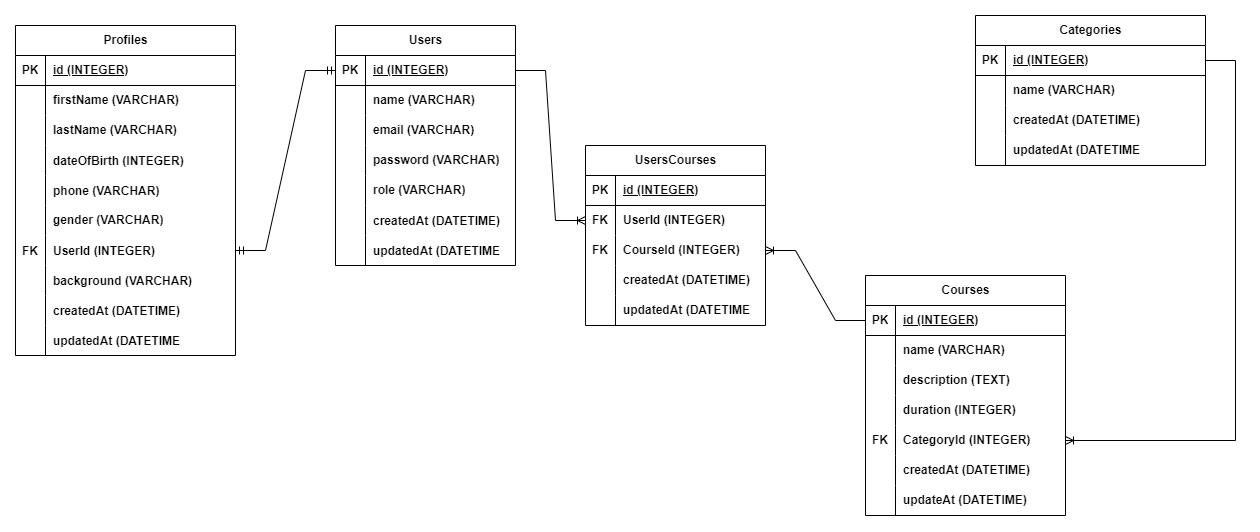 Profiles
PK id (INTEGER)
firstName (VARCHAR)
lastName (VARCHAR)
dateOfBirth (INTEGER)
phone (VARCHAR)
gender (VARCHAR)
FK UserId (INTEGER)
background (VARCHAR)
createdAt (DATETIME)
updatedAt (DATETIME
Users
PK id (INTEGER)
name (VARCHAR)
email (VARCHAR)
password (VARCHAR)
role (VARCHAR)
createdAt (DATETIME)
updatedAt (DATETIME
UsersCourses
PK id (INTEGER)
FK UserId (INTEGER)
FK CourseId (INTEGER)
createdAt (DATETIME)
updatedAt (DATETIME
Categories
PK id (INTEGER)
name (VARCHAR)
createdAt (DATETIME)
updatedAt (DATETIME
Courses
PK id (INTEGER)
name (VARCHAR)
description (TEXT)
duration (INTEGER)
FK CategoryId (INTEGER)
createdAt (DATETIME)
updateAt (DATETIME)